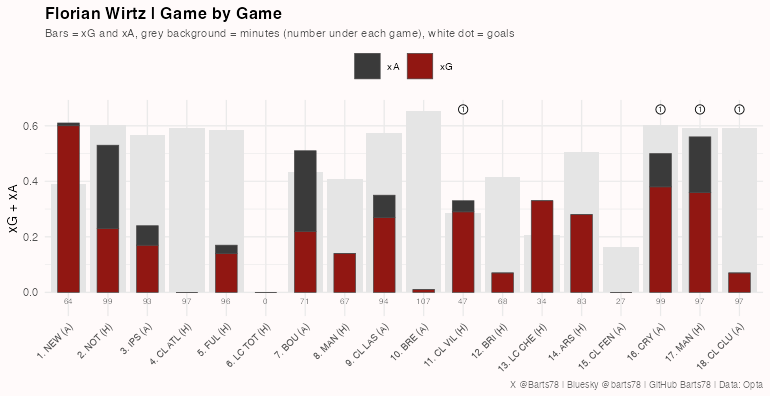 Florian Wirtz I Game by Game
Bars = xG and xA, grey background = minutes (number under each game), white dot = goals
xA xG
xG + xA
0.6
0.4
0.2
0.0
1 1 1 1
64 99 93 97 96 0 71 67 94 107 47 68 34 83 27 99 97 97
1. NEW (A)
2. NOT (H)
3. IPS (A)
4. CL ATL (H)
5. FUL (H)
6. LC TOT (H)
7. BOU (A)
8. MAN (H)
9. CL LAS (A)
10. BRE (A)
11. CL VIL (H)
12. BRI (H)
13. LC CHE (H)
14. ARS (H)
15. CL FEN (A)
16. CRY (A)
17. MAN (H)
18. CL CLU (A)
X @Barts78 | Bluesky @barts78 | GitHub Barts78 | Data: Opta